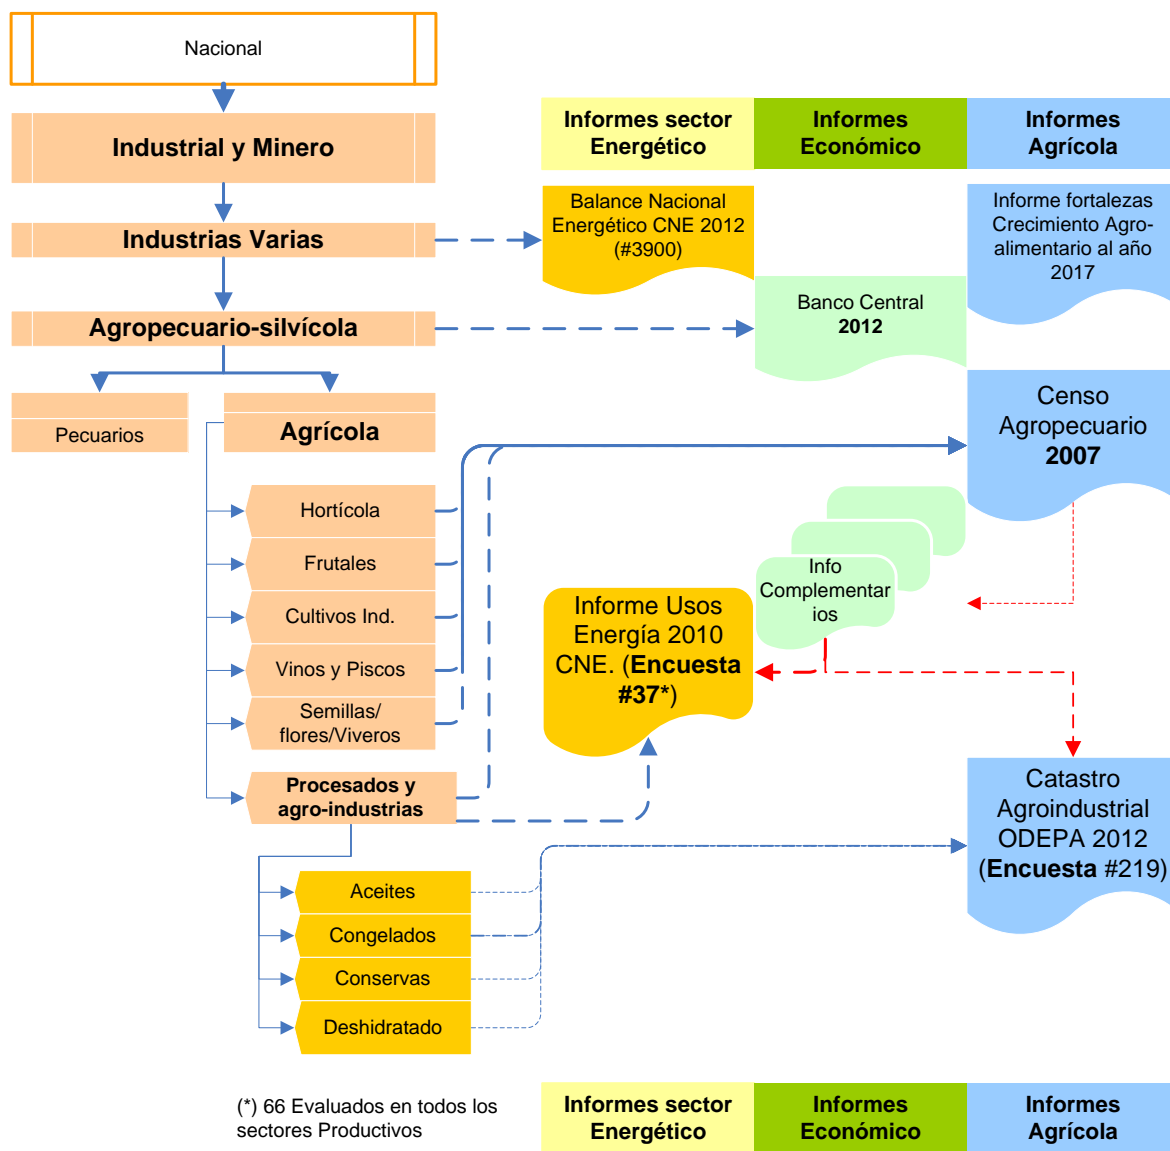 Nacional
Industrial y Minero
Industrias Varias
Agropecuario-silvícola
Pecuarios
Agrícola
Hortícola
Frutales
Cultivos Ind.
Vinos y Piscos
Semillas/
flores/Viveros
Procesados y
agro-industrias
Aceites
Congelados
Conservas
Deshidratado
Informes sector
Energético
Informes
Económico
Informes
Agrícola
Balance Nacional
Energético CNE 2012
(#3900)
Banco Central
2012
Informe fortalezas
Crecimiento Agro-
alimentario al año
2017
Censo
Agropecuario
2007
Info
Complementar
ios
Informe Usos
Energía 2010
CNE. (Encuesta
#37*)
Catastro
Agroindustrial
ODEPA 2012
(Encuesta #219)
(*) 66 Evaluados en todos los
sectores Productivos
Informes sector
Energético
Informes
Económico
Informes
Agrícola